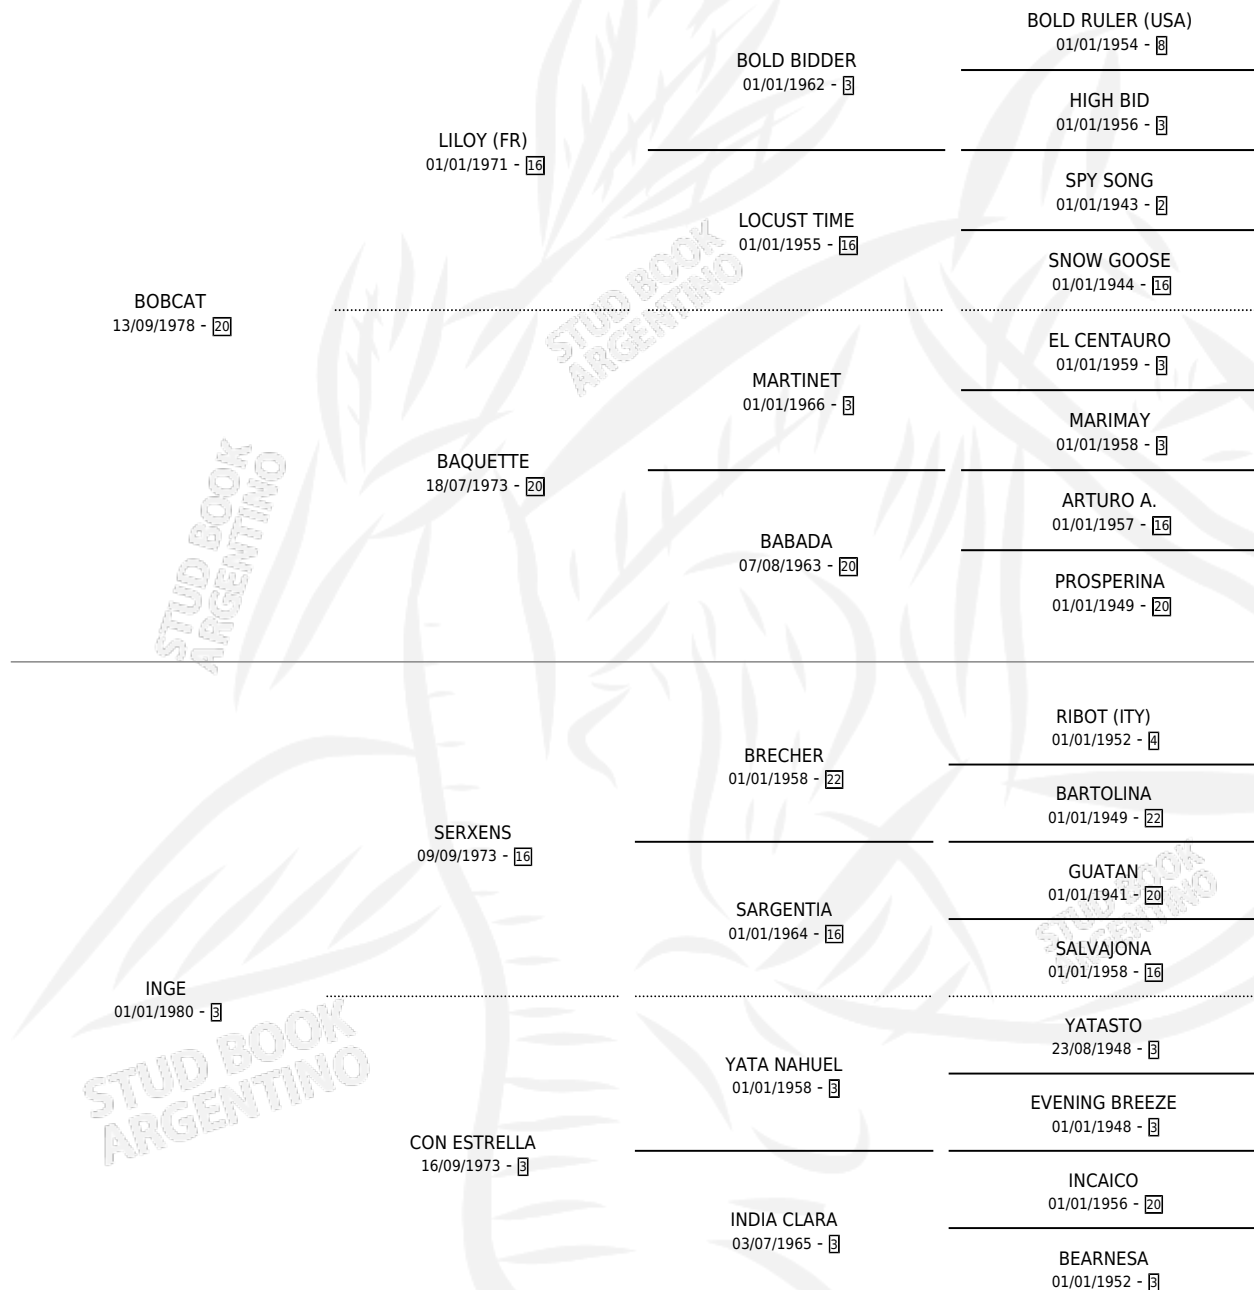 BOLD RULER (USA)
01/01/1954 - 8
BOLD BIDDER
01/01/1962 - 3
HIGH BID
01/01/1956 - 3
LILOY (FR)
01/01/1971 - 16
SPY SONG
01/01/1943 - 2
LOCUST TIME
01/01/1955 - 16
SNOW GOOSE
01/01/1944 - 16
BOBCAT
13/09/1978 - 20
STUD BOOK
ARGENTINO
EL CENTAURO
01/01/1959 - 3
MARTINET
01/01/1966 - 3
MARIMAY
01/01/1958 - 3
BAQUETTE
18/07/1973 - 20
ARTURO A.
01/01/1957 - 16
BABADA
07/08/1963 - 20
PROSPERINA
01/01/1949 - 20
STUD BOOK
ARGENTINO
RIBOT (ITY)
01/01/1952 - 4
BRECHER
01/01/1958 - 22
BARTOLINA
01/01/1949 - 22
SERXENS
09/09/1973 - 16
GUATAN
01/01/1941 - 20
SARGENTIA
01/01/1964 - 16
SALVAJONA
01/01/1958 - 16
STUD BOOK
ARGENTINO
INGE
01/01/1980 - 3
YATASTO
23/08/1948 - 3
YATA NAHUEL
01/01/1958 - 3
EVENING BREEZE
01/01/1948 - 3
STUD BOOK
ARGENTINO
CON ESTRELLA
16/09/1973 - 3
INCAICO
01/01/1956 - 20
INDIA CLARA
03/07/1965 - 3
BEARNESA
01/01/1952 - 3